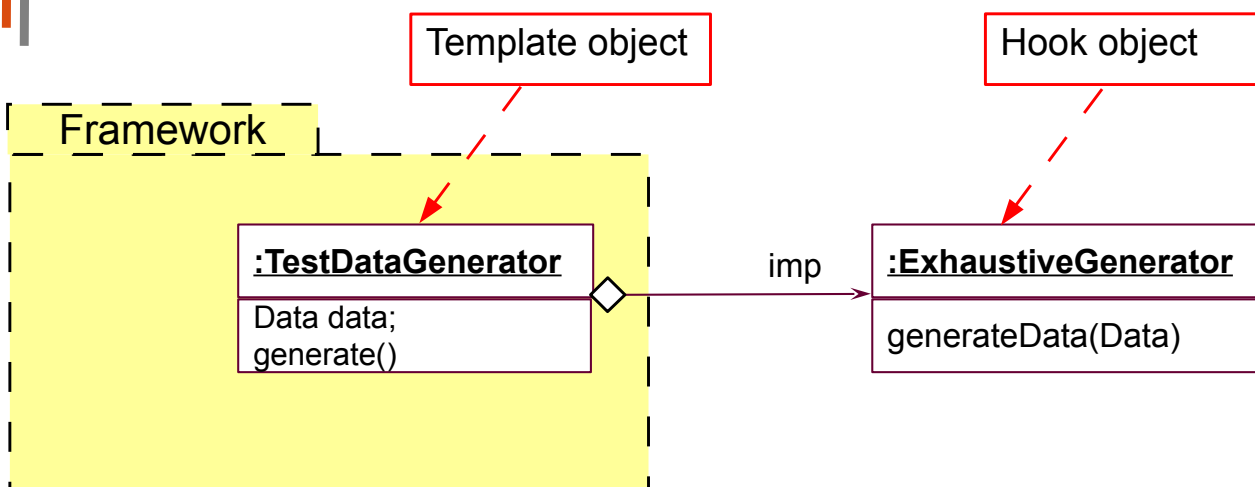 Template object
Hook object
Framework
:TestDataGenerator
imp
:ExhaustiveGenerator
Data data;
generate()
generateData(Data)